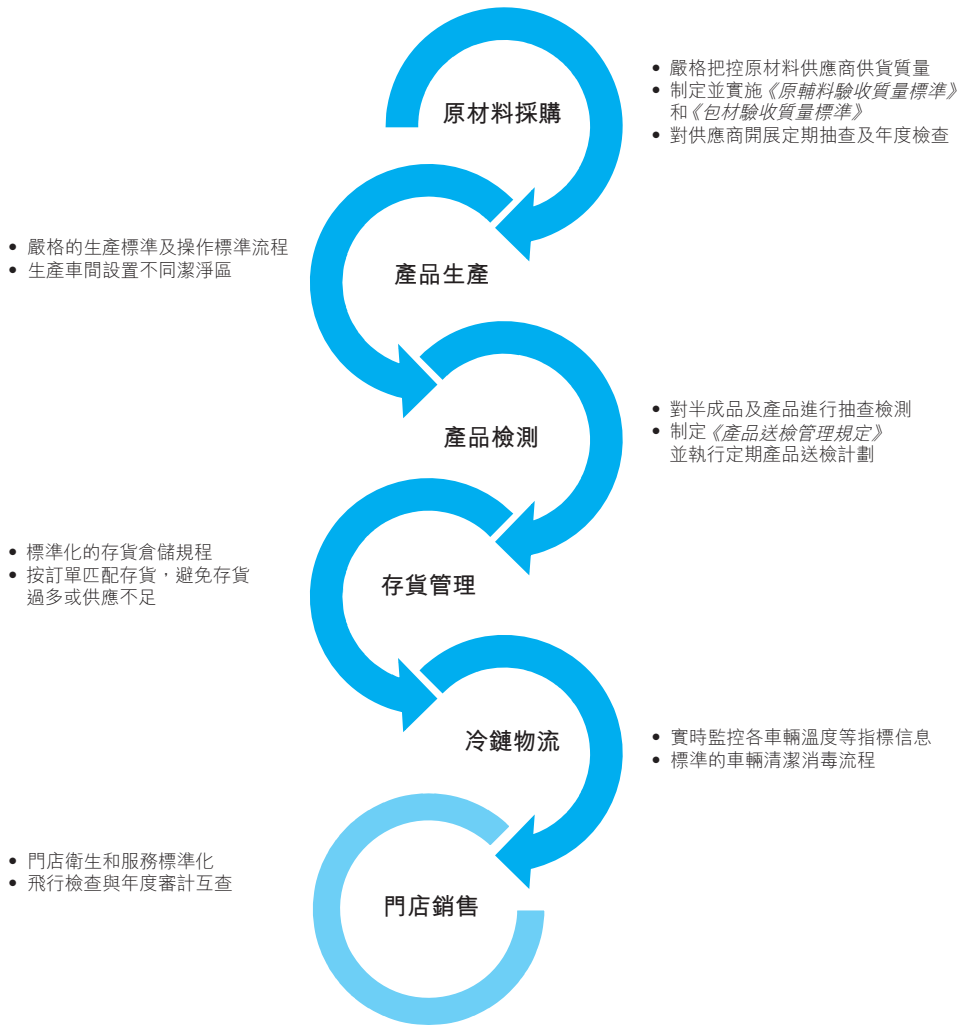 原材料採購
• 嚴格把控原材料供應商供貨質量
• 制定並實施《原輔料驗收質量標準》
和《包材驗收質量標準》
• 對供應商開展定期抽查及年度檢查
• 嚴格的生產標準及操作標準流程
• 生產車間設置不同潔淨區
產品生產
產品檢測
• 對半成品及產品進行抽查檢測
• 制定《產品送檢管理規定》
並執行定期產品送檢計劃
• 標準化的存貨倉儲規程
• 按訂單匹配存貨，避免存貨
過多或供應不足
存貨管理
冷鏈物流
• 實時監控各車輛溫度等指標信息
• 標準的車輛清潔消毒流程
• 門店衛生和服務標準化
• 飛行檢查與年度審計互查
門店銷售